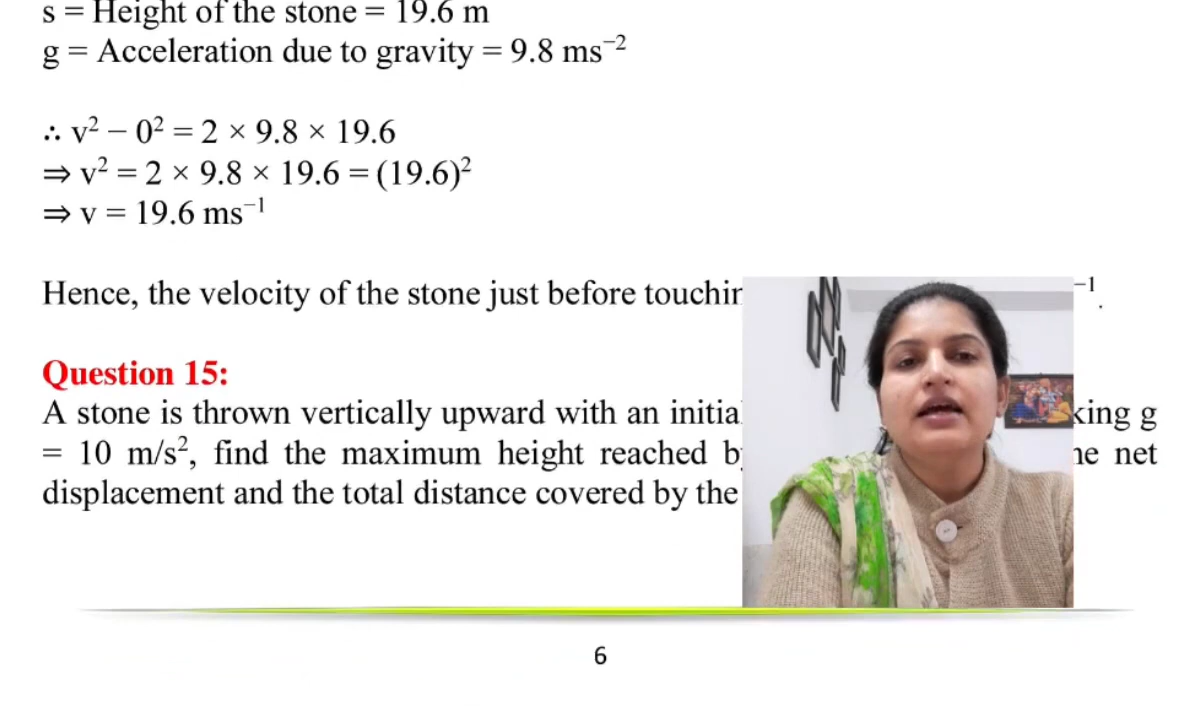 s = Height of the stone = 19.6 m
g = Acceleration due to gravity = 9.8 ms⁻²
∴ v² – 0² = 2 × 9.8 × 19.6
⇒ v² = 2 × 9.8 × 19.6 = (19.6)²
⇒ v = 19.6 ms⁻¹
Hence, the velocity of the stone just before ⁻¹.
Question 15:
A stone is thrown vertically upward with an g
= 10 m/s², find the maximum height reached net
displacement and the total distance covered by the
6